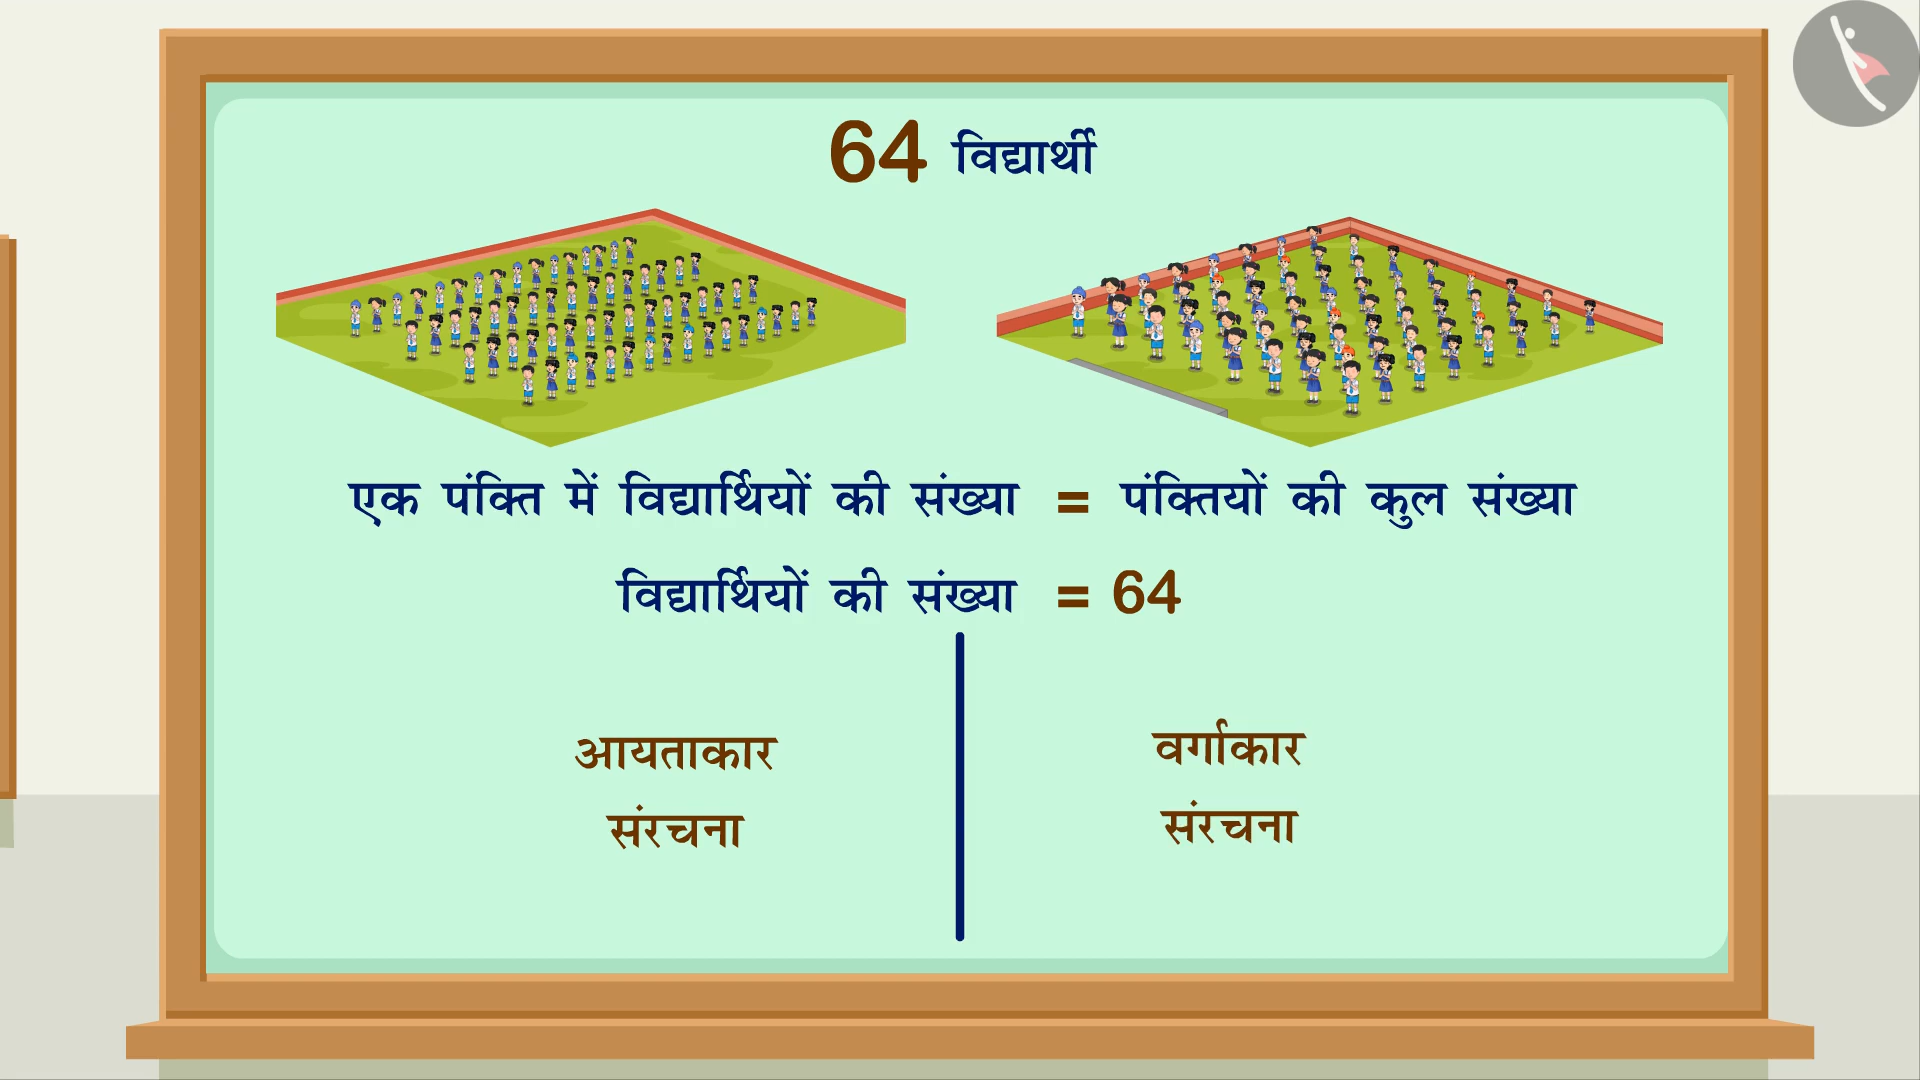 64 विद्यार्थी
एक पंक्ति में विद्यार्थियों की संख्या = पंक्तियों की कुल संख्या
विद्यार्थियों की संख्या = 64
आयताकार
संरचना
वर्गाकार
संरचना